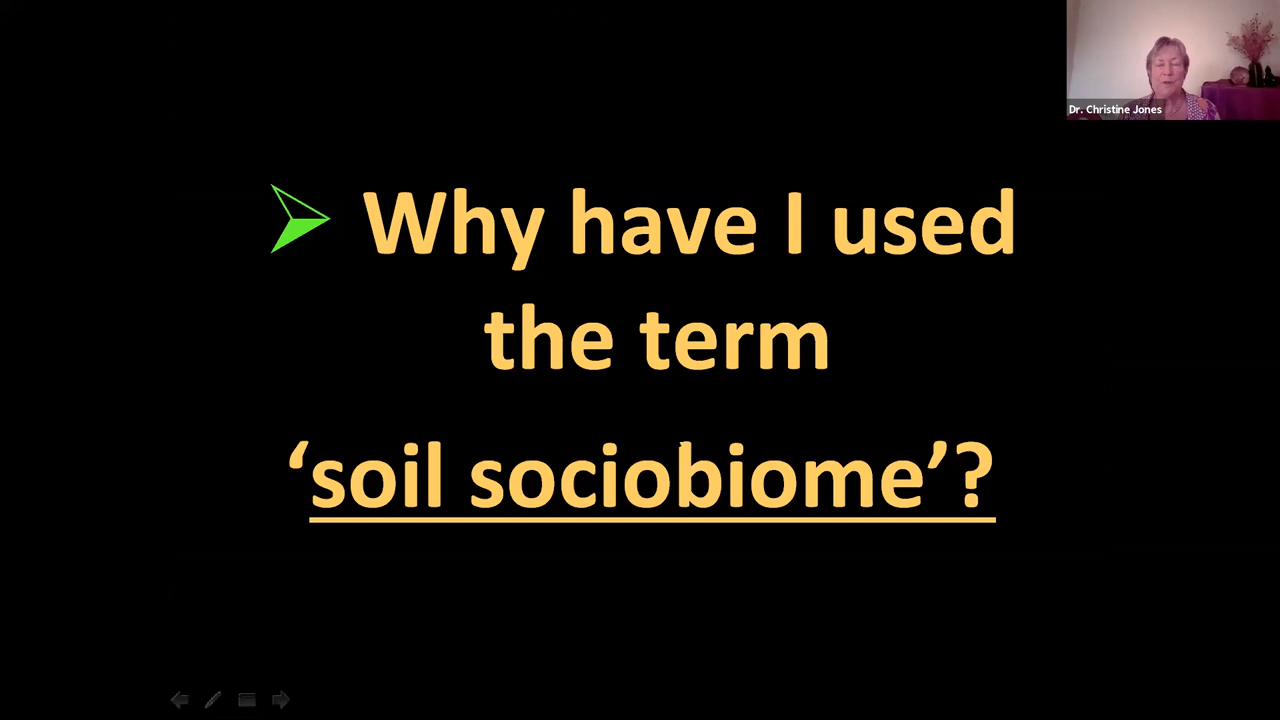 Dr. Christine Jones
➢ Why have I used
the term
‘soil sociobiome’?